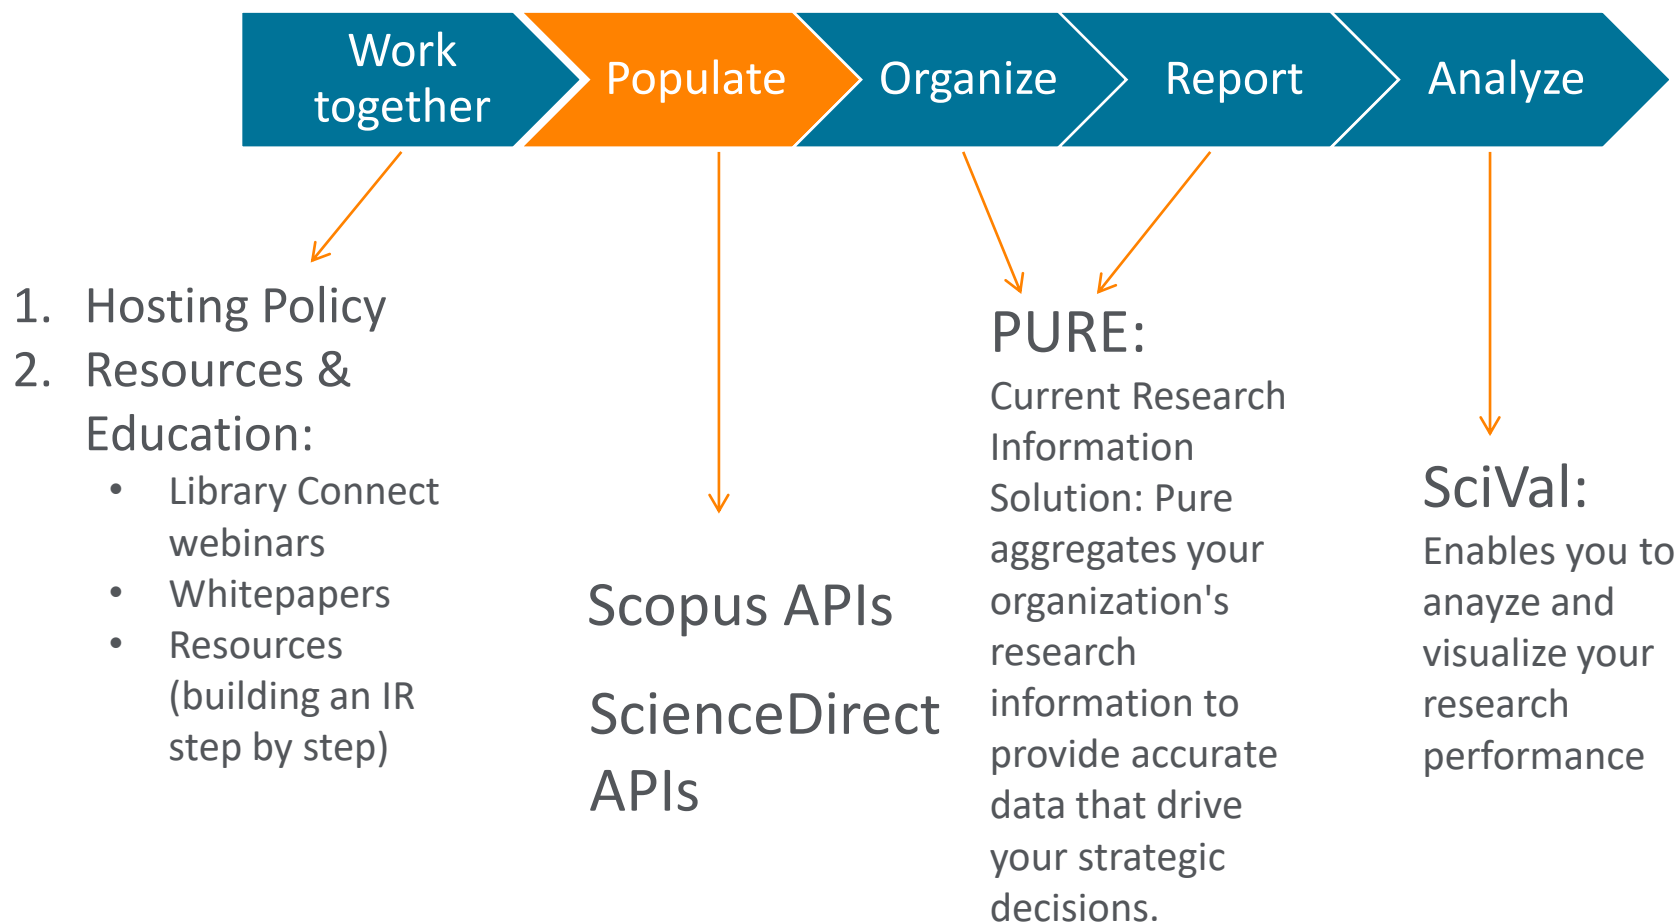 Work
together
Populate
Organize
Report
Analyze
1. Hosting Policy
2. Resources &
Education:
• Library Connect
webinars
• Whitepapers
• Resources
(building an IR
step by step)
Scopus APIs
ScienceDirect
APIs
PURE:
Current Research
Information
Solution: Pure
aggregates your
organization's
research
information to
provide accurate
data that drive
your strategic
decisions.
SciVal:
Enables you to
anayze and
visualize your
research
performance